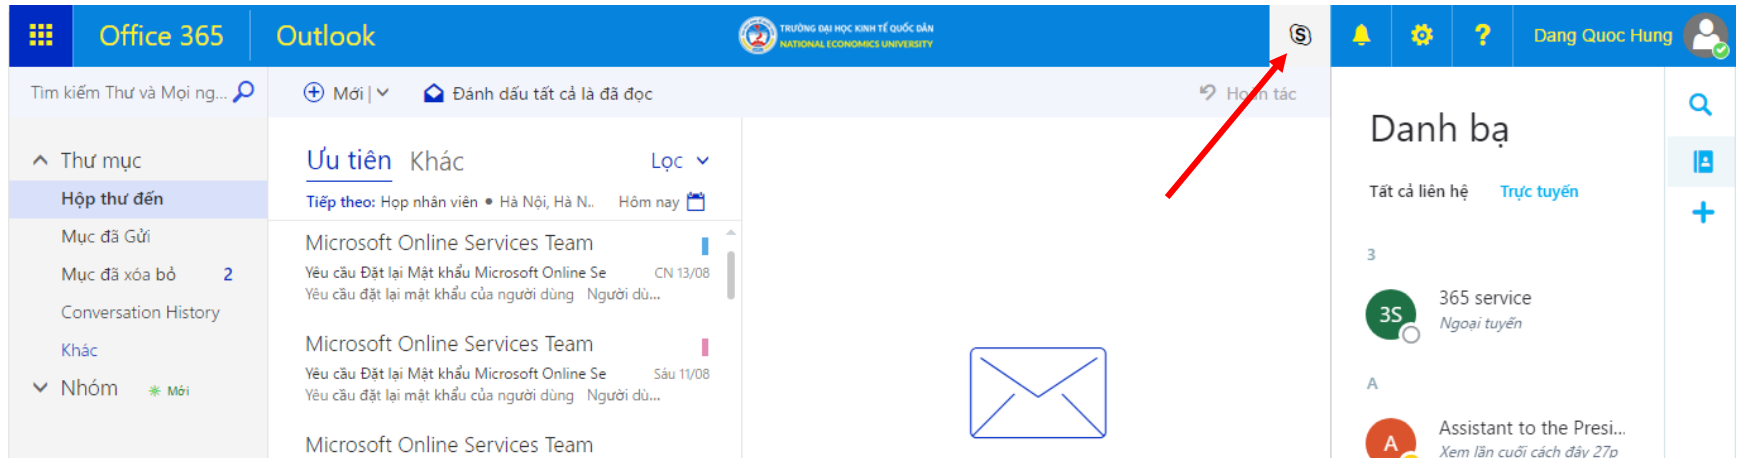 Office 365
Outlook
TRƯỜNG ĐẠI HỌC KINH TẾ QUỐC DÂN
NATIONAL ECONOMICS UNIVERSITY
Dang Quoc Hung
Tìm kiếm Thư và Mọi ng...
Mới
Đánh dấu tất cả là đã đọc
Hoàn tác
Thư mục
Hộp thư đến
Mục đã Gửi
Mục đã xóa bỏ 2
Conversation History
Khác
Nhóm Mới
Ưu tiên Khác Lọc
Tiếp theo: Họp nhân viên • Hà Nội, Hà N.. Hôm nay
Microsoft Online Services Team
Yêu cầu Đặt lại Mật khẩu Microsoft Online Se CN 13/08
Yêu cầu đặt lại mật khẩu của người dùng Người dù...
Microsoft Online Services Team
Yêu cầu Đặt lại Mật khẩu Microsoft Online Se Sáu 11/08
Yêu cầu đặt lại mật khẩu của người dùng Người dù...
Microsoft Online Services Team
Danh bạ
Tất cả liên hệ Trực tuyến
3
3S
365 service
Ngoại tuyến
A
A
Assistant to the Presi...
Xem lần cuối cách đây 27p